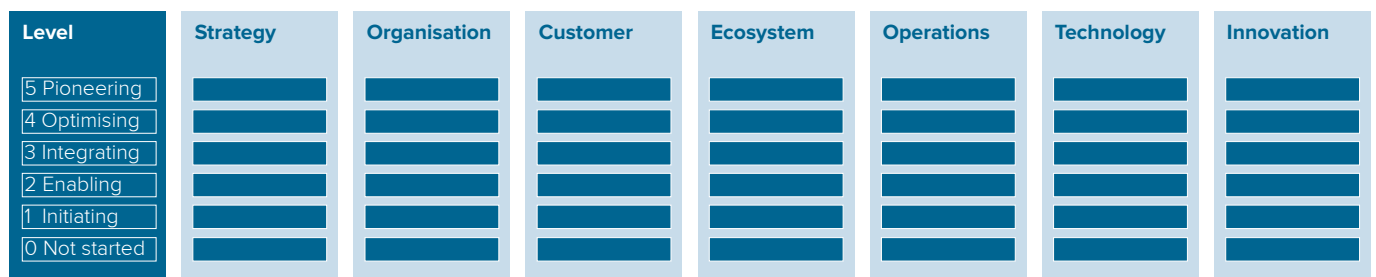 Level Strategy Organisation Customer Ecosystem Operations Technology Innovation
5 Pioneering
4 Optimising
3 Integrating
2 Enabling
1 Initiating
0 Not started